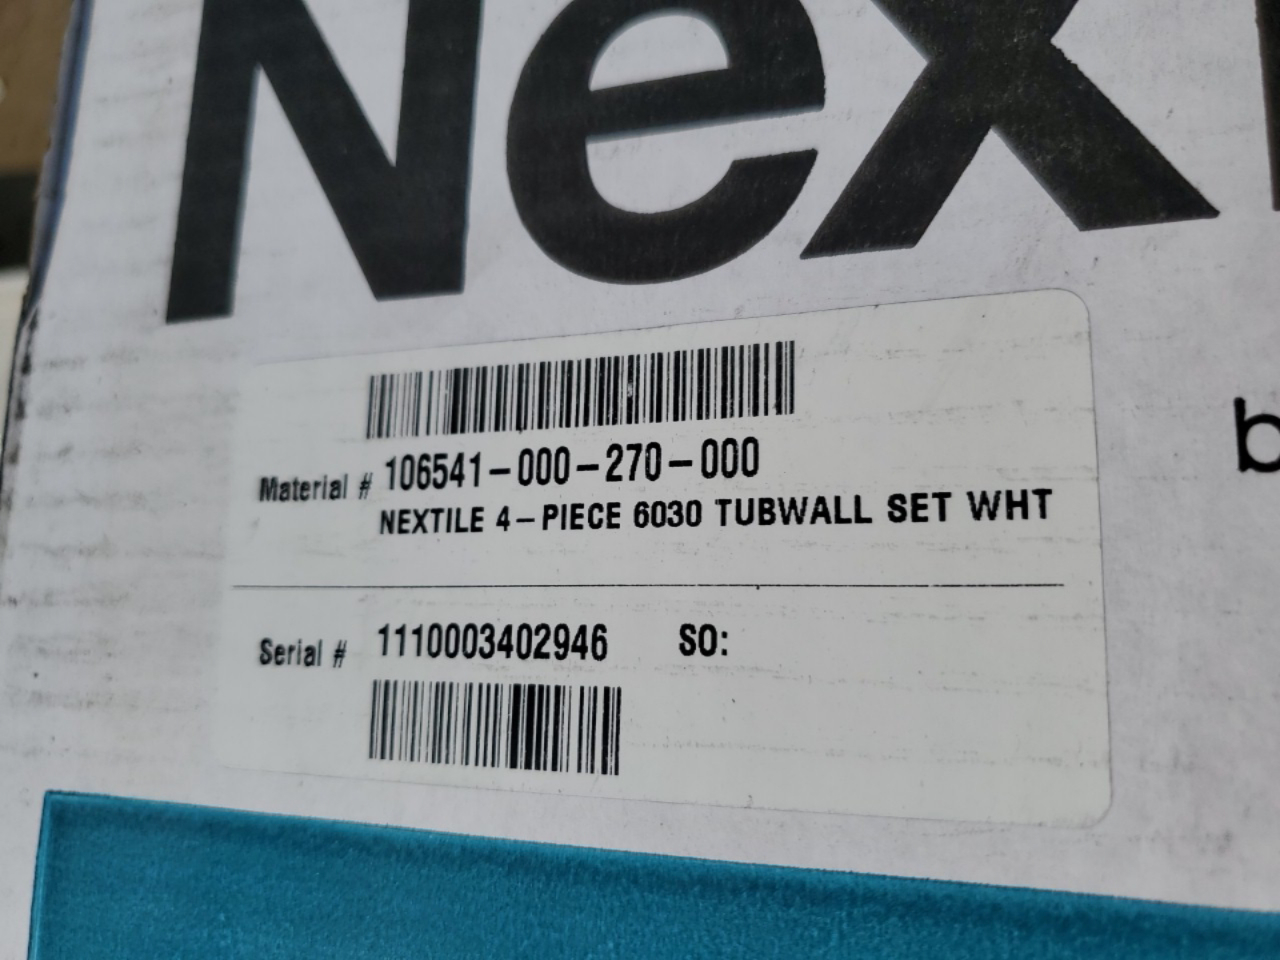 Nex
Material # 106541-000-270-000
NEXTILE 4-PIECE 6030 TUBWALL SET WHT
Serial # 1110003402946 SO:
b